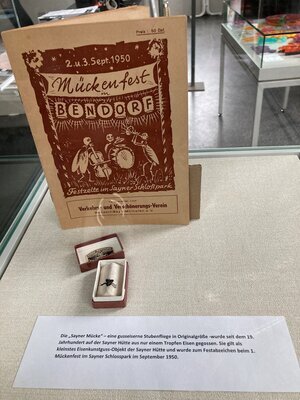 Preis: 50 Dpf.
2. u. 3. Sept. 1950
Mückenfest
in
BENDORF
Festzelte im Sayner Schlosspark
Verkehrs- und Verschönerungs-Verein
Die „Sayner Mücke" – eine gusseiserne Stubenfliege in Originalgröße -wurde seit dem 19.
Jahrhundert auf der Sayner Hütte aus nur einem Tropfen Eisen gegossen. Sie gilt als
kleinstes Eisenkunstguss-Objekt der Sayner Hütte und wurde zum Festabzeichen beim 1.
Mückenfest im Sayner Schlosspark im September 1950.